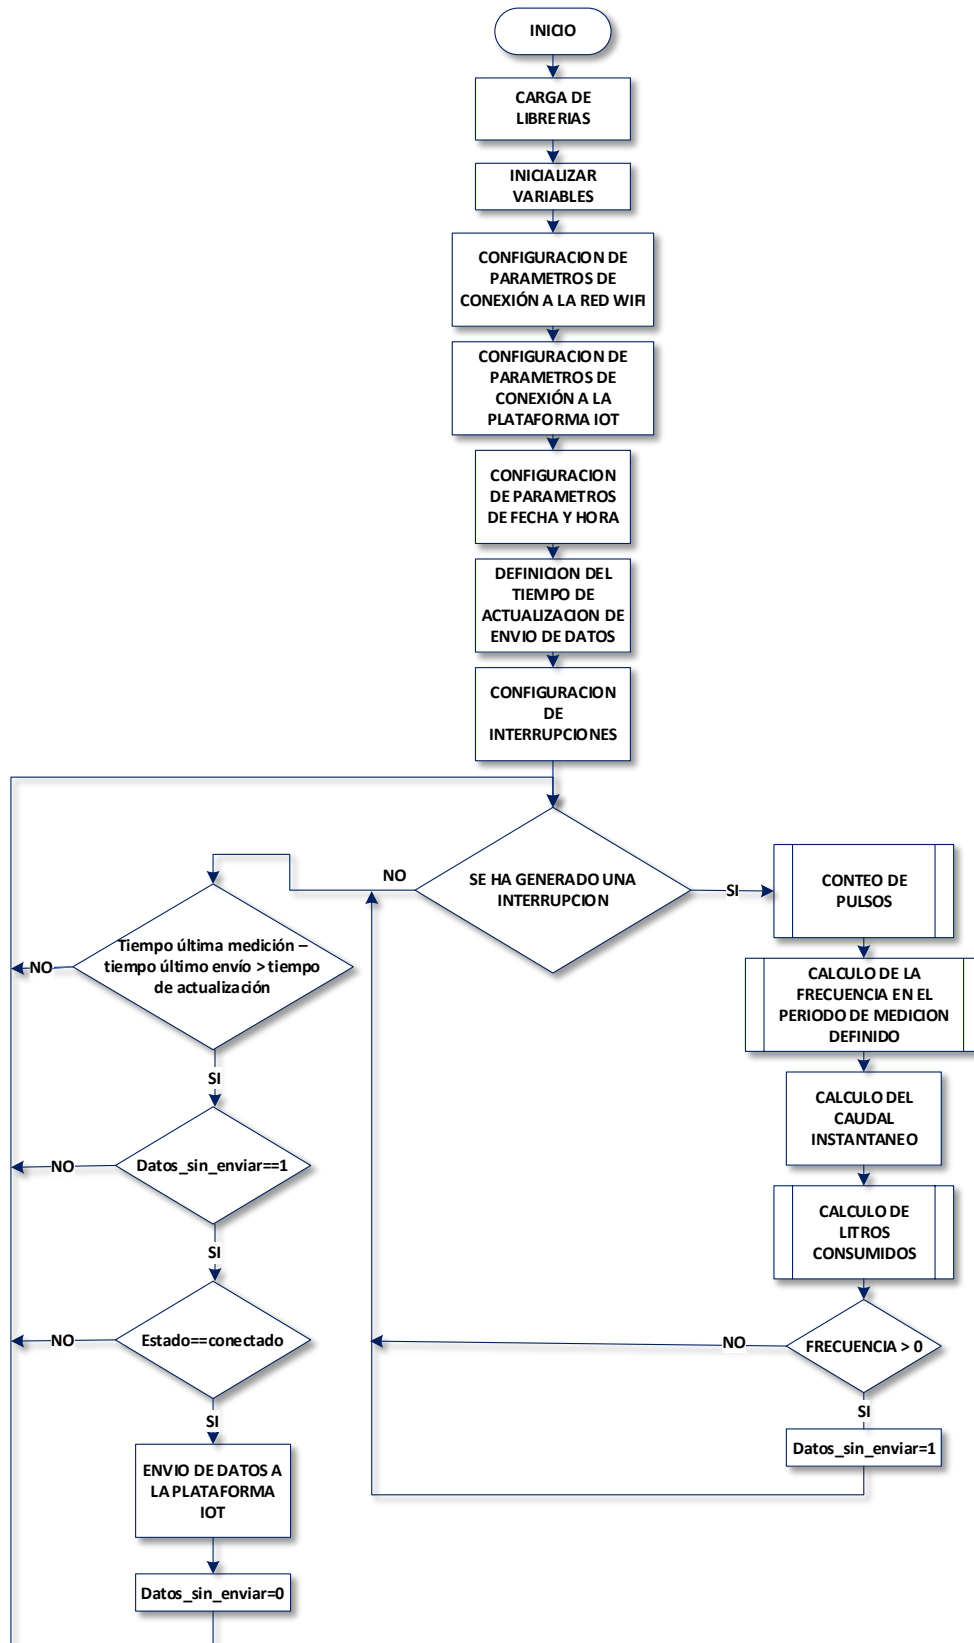 INICIO
CARGA DE
LIBRERIAS
INICIALIZAR
VARIABLES
CONFIGURACION DE
PARAMETROS DE
CONEXIÓN A LA RED WIFI
CONFIGURACION DE
PARAMETROS DE
CONEXIÓN A LA
PLATAFORMA IOT
CONFIGURACION
DE PARAMETROS
DE FECHA Y HORA
DEFINICION DEL
TIEMPO DE
ACTUALIZACION DE
ENVIO DE DATOS
CONFIGURACION
DE
INTERRUPCIONES
SE HA GENERADO UNA
INTERRUPCION
NO
SI
CONTEO DE
PULSOS
CALCULO DE LA
FRECUENCIA EN EL
PERIODO DE MEDICION
DEFINIDO
CALCULO DEL
CAUDAL
INSTANTANEO
CALCULO DE
LITROS
CONSUMIDOS
FRECUENCIA > 0
NO
SI
Datos_sin_enviar=1
Tiempo última medición –
tiempo último envío > tiempo
de actualización
NO
SI
Datos_sin_enviar==1
NO
SI
Estado==conectado
NO
SI
ENVIO DE DATOS A
LA PLATAFORMA
IOT
Datos_sin_enviar=0